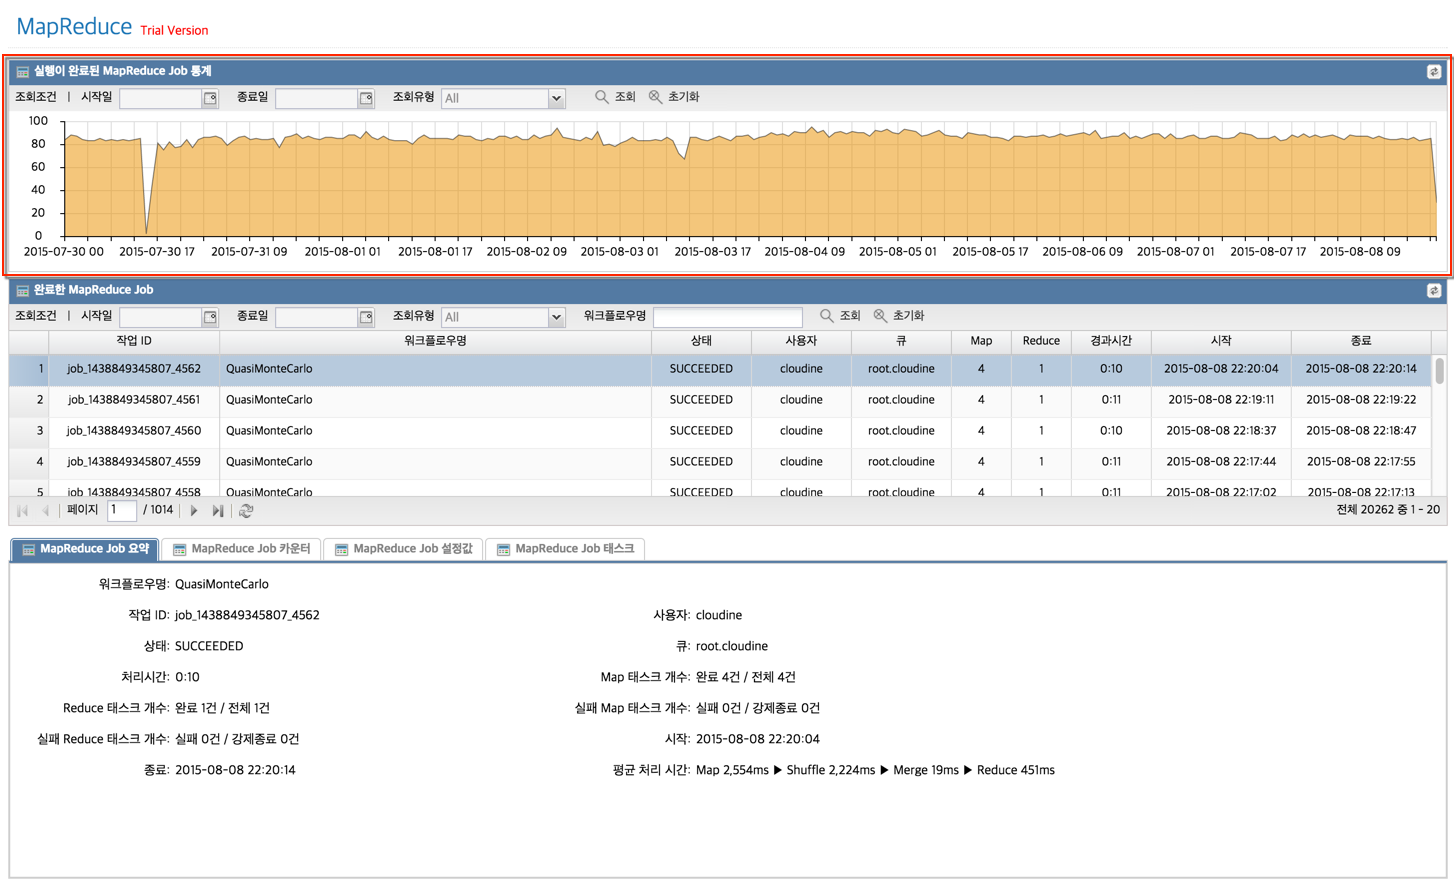 MapReduce Trial Version
실행이 완료된 MapReduce Job 통계
조회조건 | 시작일 종료일 조회유형 All 조회 초기화
100
80
60
40
20
0
2015-07-30 00 2015-07-30 17 2015-07-31 09 2015-08-01 01 2015-08-01 17 2015-08-02 09 2015-08-03 01 2015-08-03 17 2015-08-04 09 2015-08-05 01 2015-08-05 17 2015-08-06 09 2015-08-07 01 2015-08-07 17 2015-08-08 09
완료한 MapReduce Job
조회조건 | 시작일 종료일 조회유형 All 워크플로우명 조회 초기화
작업 ID 워크플로우명 상태 사용자 큐 Map Reduce 경과시간 시작 종료
1 job_1438849345807_4562 QuasiMonteCarlo SUCCEEDED cloudine root.cloudine 4 1 0:10 2015-08-08 22:20:04 2015-08-08 22:20:14
2 job_1438849345807_4561 QuasiMonteCarlo SUCCEEDED cloudine root.cloudine 4 1 0:11 2015-08-08 22:19:11 2015-08-08 22:19:22
3 job_1438849345807_4560 QuasiMonteCarlo SUCCEEDED cloudine root.cloudine 4 1 0:10 2015-08-08 22:18:37 2015-08-08 22:18:47
4 job_1438849345807_4559 QuasiMonteCarlo SUCCEEDED cloudine root.cloudine 4 1 0:11 2015-08-08 22:17:44 2015-08-08 22:17:55
5 job_1438849345807_4558 QuasiMonteCarlo SUCCEEDED cloudine root.cloudine 4 1 0:11 2015-08-08 22:17:02 2015-08-08 22:17:13
페이지 1 / 1014 전체 20262 중 1 - 20
MapReduce Job 요약 MapReduce Job 카운터 MapReduce Job 설정값 MapReduce Job 태스크
워크플로우명: QuasiMonteCarlo
작업 ID: job_1438849345807_4562 사용자: cloudine
상태: SUCCEEDED 큐: root.cloudine
처리시간: 0:10 Map 태스크 개수: 완료 4건 / 전체 4건
Reduce 태스크 개수: 완료 1건 / 전체 1건 실패 Map 태스크 개수: 실패 0건 / 강제종료 0건
실패 Reduce 태스크 개수: 실패 0건 / 강제종료 0건 시작: 2015-08-08 22:20:04
종료: 2015-08-08 22:20:14 평균 처리 시간: Map 2,554ms ▶ Shuffle 2,224ms ▶ Merge 19ms ▶ Reduce 451ms